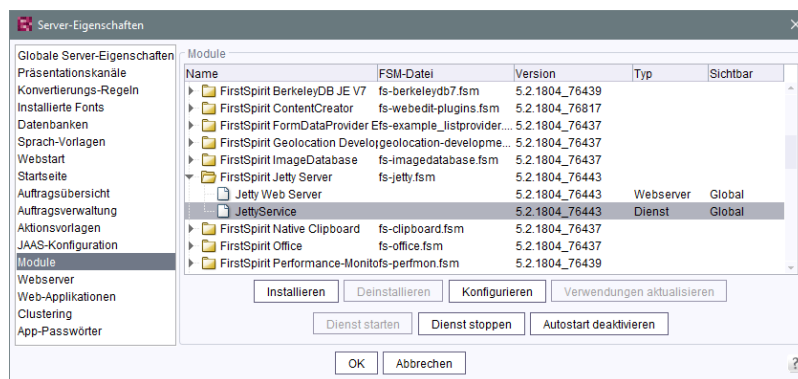 Server-Eigenschaften
Globale Server-Eigenschaften
Präsentationskanäle
Konvertierungs-Regeln
Installierte Fonts
Datenbanken
Sprach-Vorlagen
Webstart
Startseite
Auftragsübersicht
Auftragsverwaltung
Aktionsvorlagen
JAAS-Konfiguration
Module
Webserver
Web-Applikationen
Clustering
App-Passwörter
Module
Name FSM-Datei Version Typ Sichtbar
FirstSpirit BerkeleyDB JE V7 fs-berkeleydb7.fsm 5.2.1804_76439
FirstSpirit ContentCreator fs-webedit-plugins.fsm 5.2.1804_76817
FirstSpirit FormDataProvider E fs-example_listprovider.... 5.2.1804_76437
FirstSpirit Geolocation Develop geolocation-developme... 5.2.1804_76437
FirstSpirit ImageDatabase fs-imagedatabase.fsm 5.2.1804_76437
FirstSpirit Jetty Server fs-jetty.fsm 5.2.1804_76443
Jetty Web Server 5.2.1804_76443 Webserver Global
JettyService 5.2.1804_76443 Dienst Global
FirstSpirit Native Clipboard fs-clipboard.fsm 5.2.1804_76437
FirstSpirit Office fs-office.fsm 5.2.1804_76437
FirstSpirit Performance-Monito fs-perfmon.fsm 5.2.1804_76439
Installieren Deinstallieren Konfigurieren Verwendungen aktualisieren
Dienst starten Dienst stoppen Autostart deaktivieren
OK Abbrechen
?